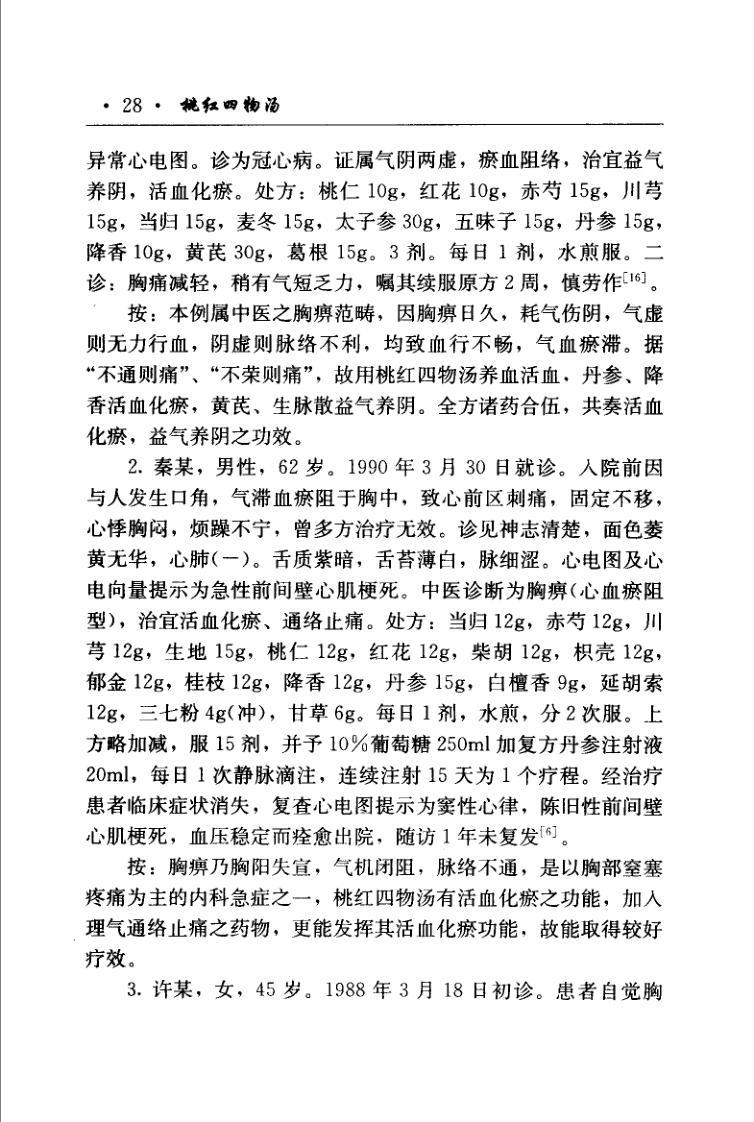 · 28 · 桃红四物汤
异常心电图。诊为冠心病。证属气阴两虚，瘀血阻络，治宜益气
养阴，活血化瘀。处方：桃仁 10g，红花 10g，赤芍 15g，川芎
15g，当归 15g，麦冬 15g，太子参 30g，五味子 15g，丹参 15g，
降香 10g，黄芪 30g，葛根 15g。3 剂。每日 1 剂，水煎服。二
诊：胸痛减轻，稍有气短乏力，嘱其续服原方 2 周，慎劳作[16]。
按：本例属中医之胸痹范畴，因胸痹日久，耗气伤阴，气虚
则无力行血，阴虚则脉络不利，均致血行不畅，气血瘀滞。据
“不通则痛”、“不荣则痛”，故用桃红四物汤养血活血，丹参、降
香活血化瘀，黄芪、生脉散益气养阴。全方诸药合伍，共奏活血
化瘀，益气养阴之功效。
2. 秦某，男性，62 岁。1990 年 3 月 30 日就诊。入院前因
与人发生口角，气滞血瘀阻于胸中，致心前区刺痛，固定不移，
心悸胸闷，烦躁不宁，曾多方治疗无效。诊见神志清楚，面色萎
黄无华，心肺(－)。舌质紫暗，舌苔薄白，脉细涩。心电图及心
电向量提示为急性前间壁心肌梗死。中医诊断为胸痹(心血瘀阻
型)，治宜活血化瘀、通络止痛。处方：当归 12g，赤芍 12g，川
芎 12g，生地 15g，桃仁 12g，红花 12g，柴胡 12g，枳壳 12g，
郁金 12g，桂枝 12g，降香 12g，丹参 15g，白檀香 9g，延胡索
12g，三七粉 4g(冲)，甘草 6g。每日 1 剂，水煎，分 2 次服。上
方略加减，服 15 剂，并予 10%葡萄糖 250ml 加复方丹参注射液
20ml，每日 1 次静脉滴注，连续注射 15 天为 1 个疗程。经治疗
患者临床症状消失，复查心电图提示为窦性心律，陈旧性前间壁
心肌梗死，血压稳定而痊愈出院，随访 1 年未复发[6]。
按：胸痹乃胸阳失宣，气机闭阻，脉络不通，是以胸部窒塞
疼痛为主的内科急症之一，桃红四物汤有活血化瘀之功能，加入
理气通络止痛之药物，更能发挥其活血化瘀功能，故能取得较好
疗效。
3. 许某，女，45 岁。1988 年 3 月 18 日初诊。患者自觉胸